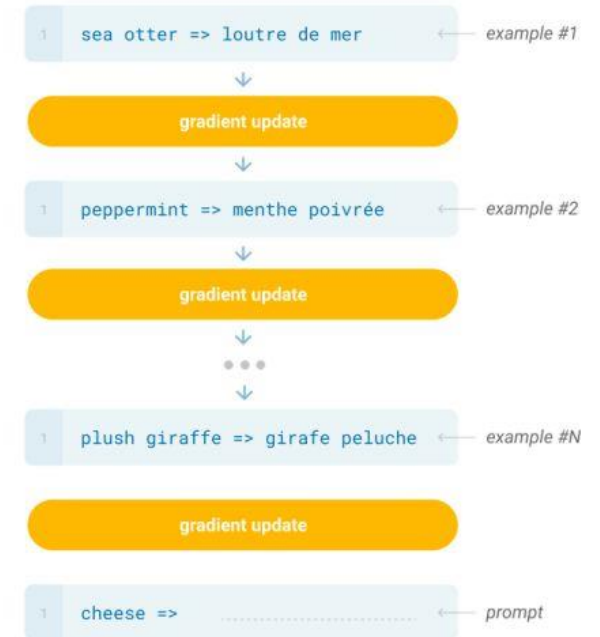 1 sea otter => loutre de mer ← example #1
↓
gradient update
↓
1 peppermint => menthe poivrée ← example #2
↓
gradient update
↓
•••
↓
1 plush giraffe => girafe peluche ← example #N
gradient update
1 cheese => .................... ← prompt